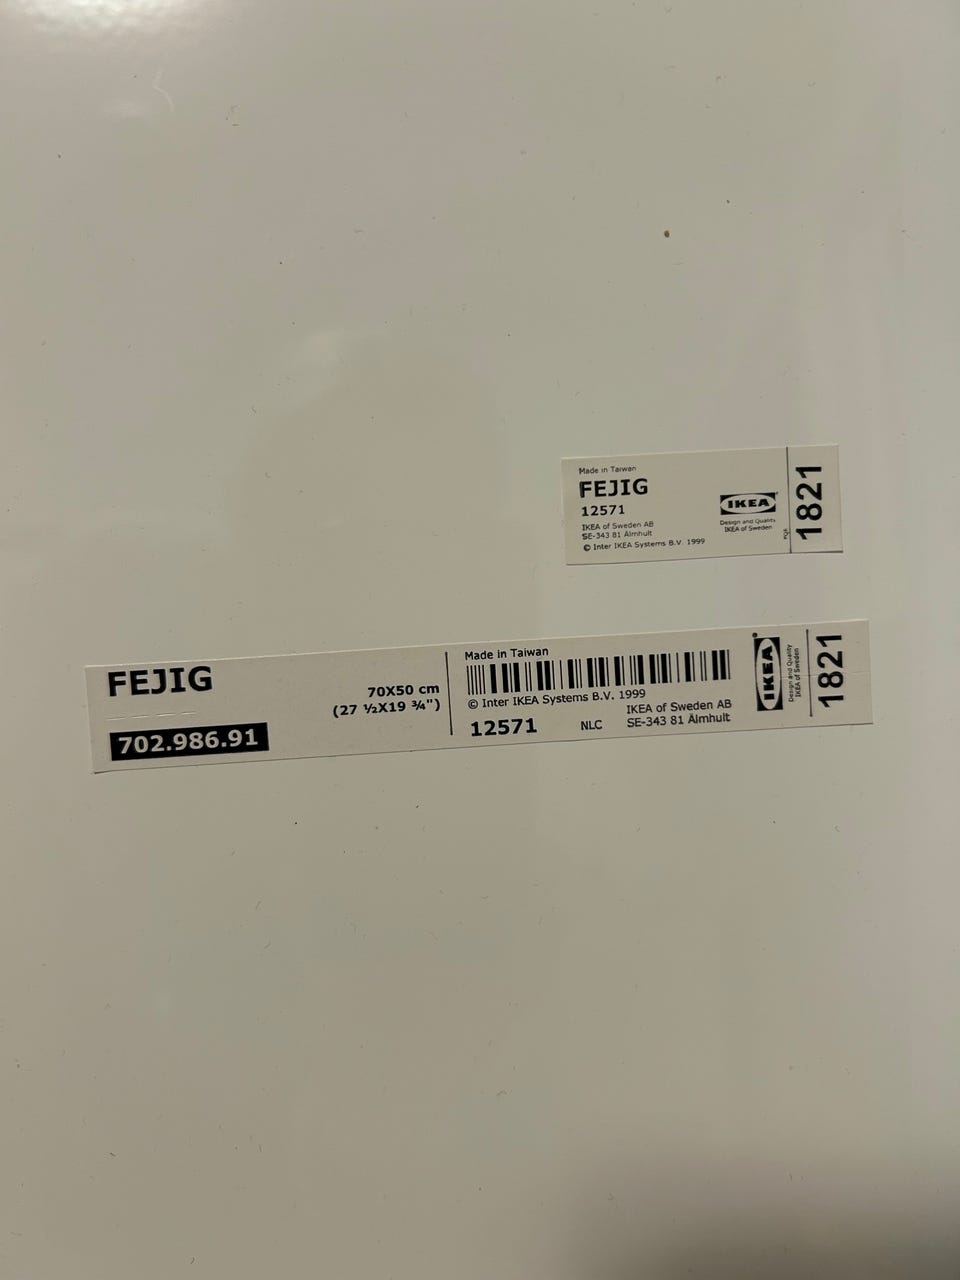 Made in Taiwan
FEJIG
12571
IKEA of Sweden AB
SE-343 81 Älmhult
© Inter IKEA Systems B.V. 1999
IKEA
Design and Quality
IKEA of Sweden
1821
FEJIG
70X50 cm
(27 ½X19 ¾")
702.986.91
Made in Taiwan
© Inter IKEA Systems B.V. 1999
12571
NLC
IKEA of Sweden AB
SE-343 81 Älmhult
IKEA
Design and Quality
IKEA of Sweden
1821